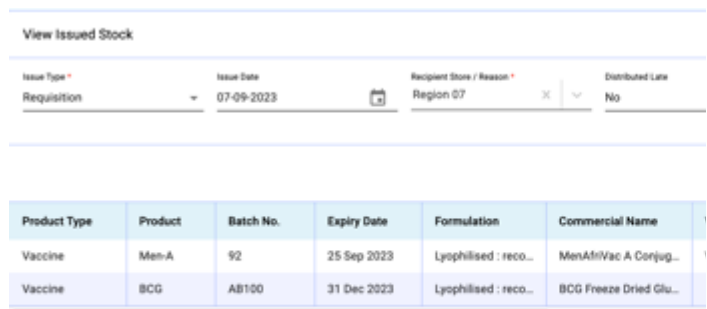 View Issued Stock
Issue Type * Issue Date Recipient Store / Reason * Distributed Late
Requisition 07-09-2023 Region 07 No
Product Type Product Batch No. Expiry Date Formulation Commercial Name
Vaccine Men-A 92 25 Sep 2023 Lyophilised : reco... MenAfriVac A Conjug...
Vaccine BCG AB100 31 Dec 2023 Lyophilised : reco... BCG Freeze Dried Glu...